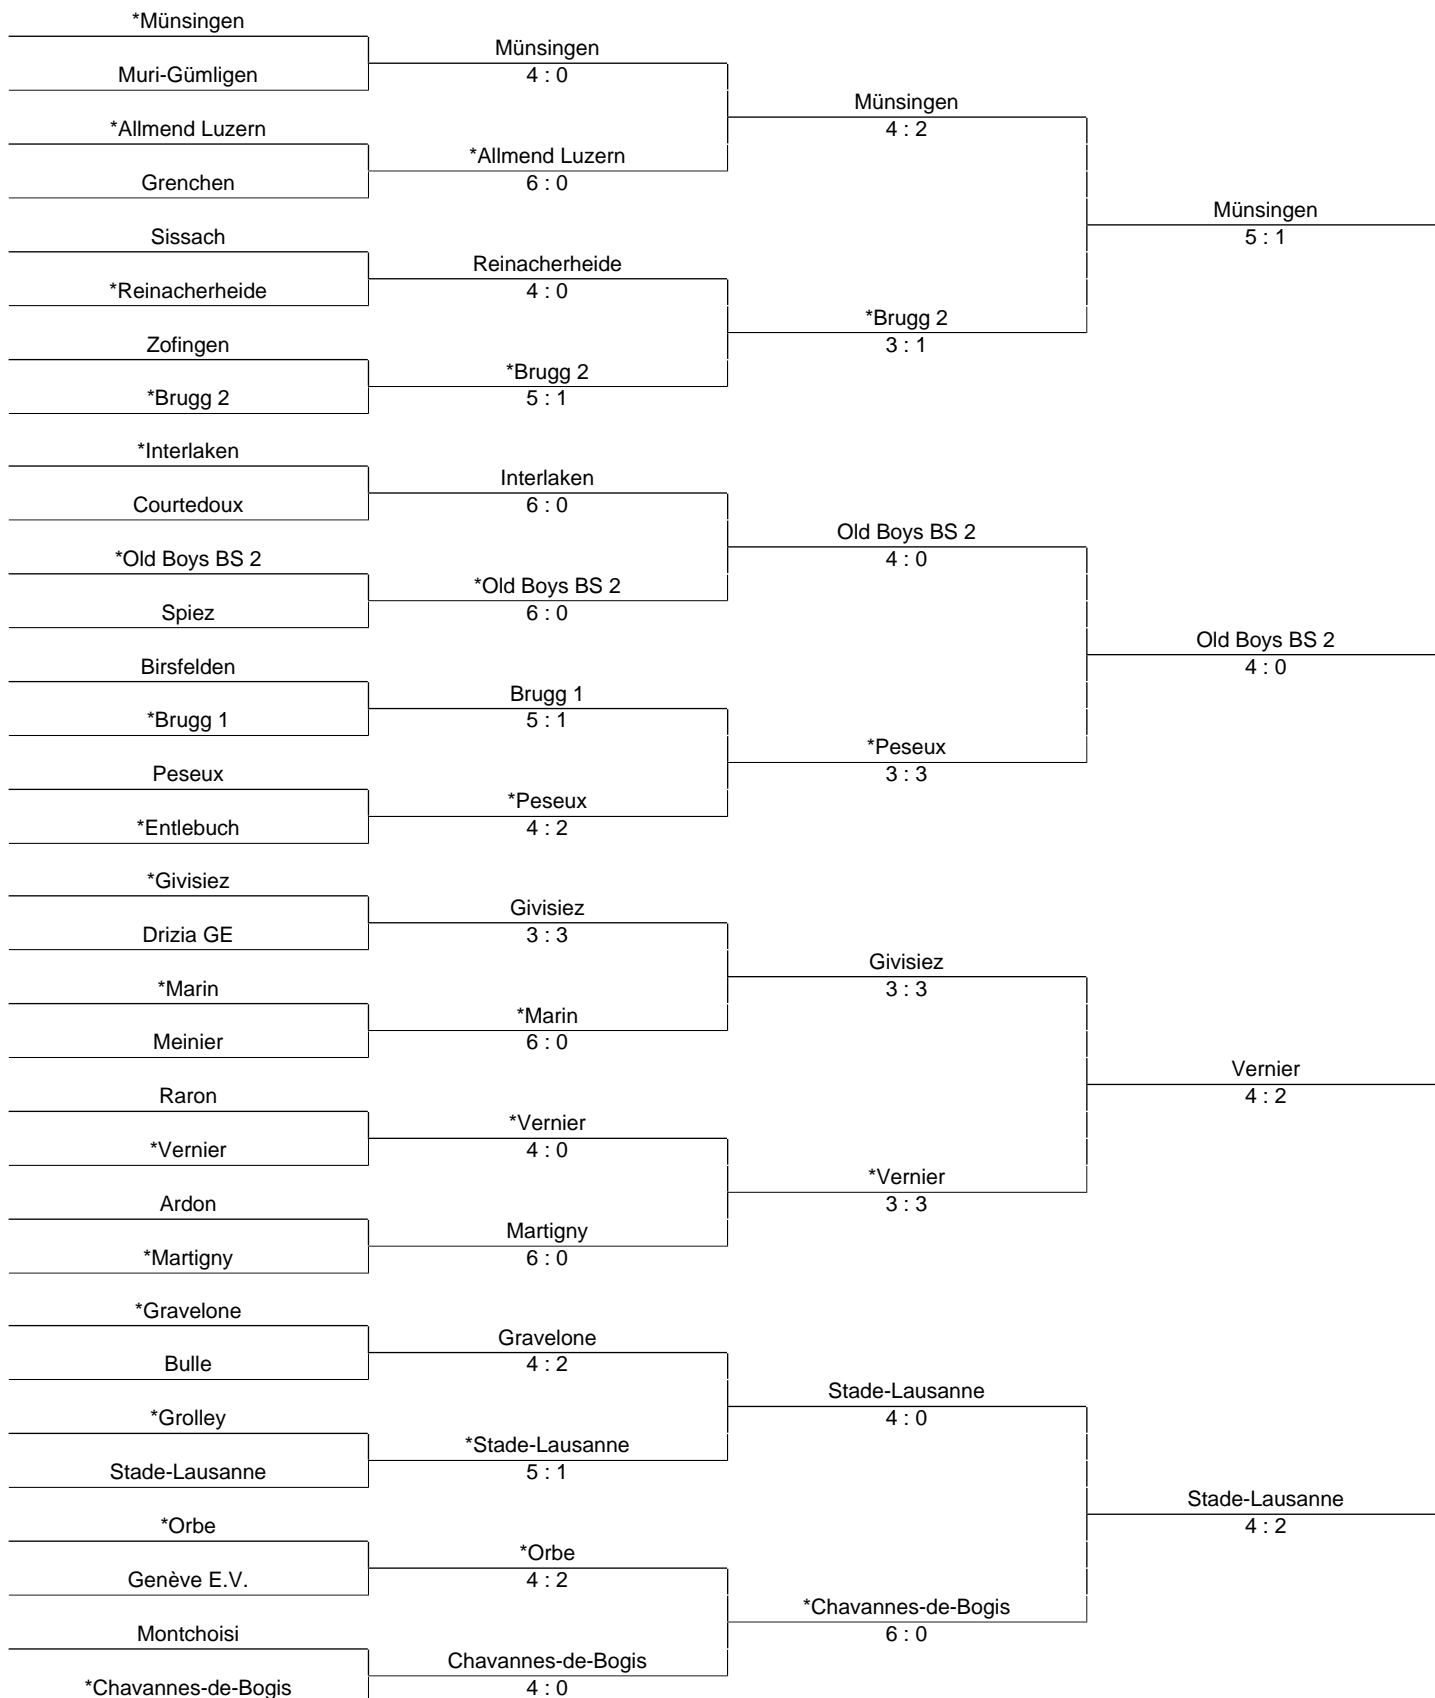 *Münsingen
Muri-Gümligen
*Allmend Luzern
Grenchen
Sissach
*Reinacherheide
Zofingen
*Brugg 2
*Interlaken
Courtedoux
*Old Boys BS 2
Spiez
Birsfelden
*Brugg 1
Peseux
*Entlebuch
*Givisiez
Drizia GE
*Marin
Meinier
Raron
*Vernier
Ardon
*Martigny
*Gravelone
Bulle
*Grolley
Stade-Lausanne
*Orbe
Genève E.V.
Montchoisi
*Chavannes-de-Bogis
Münsingen
4 : 0
*Allmend Luzern
6 : 0
Reinacherheide
4 : 0
*Brugg 2
5 : 1
Interlaken
6 : 0
*Old Boys BS 2
6 : 0
Brugg 1
5 : 1
*Peseux
4 : 2
Givisiez
3 : 3
*Marin
6 : 0
*Vernier
4 : 0
Martigny
6 : 0
Gravelone
4 : 2
*Stade-Lausanne
5 : 1
*Orbe
4 : 2
Chavannes-de-Bogis
4 : 0
Münsingen
4 : 2
*Brugg 2
3 : 1
Old Boys BS 2
4 : 0
*Peseux
3 : 3
Givisiez
3 : 3
*Vernier
3 : 3
Stade-Lausanne
4 : 0
*Chavannes-de-Bogis
6 : 0
Münsingen
5 : 1
Old Boys BS 2
4 : 0
Vernier
4 : 2
Stade-Lausanne
4 : 2